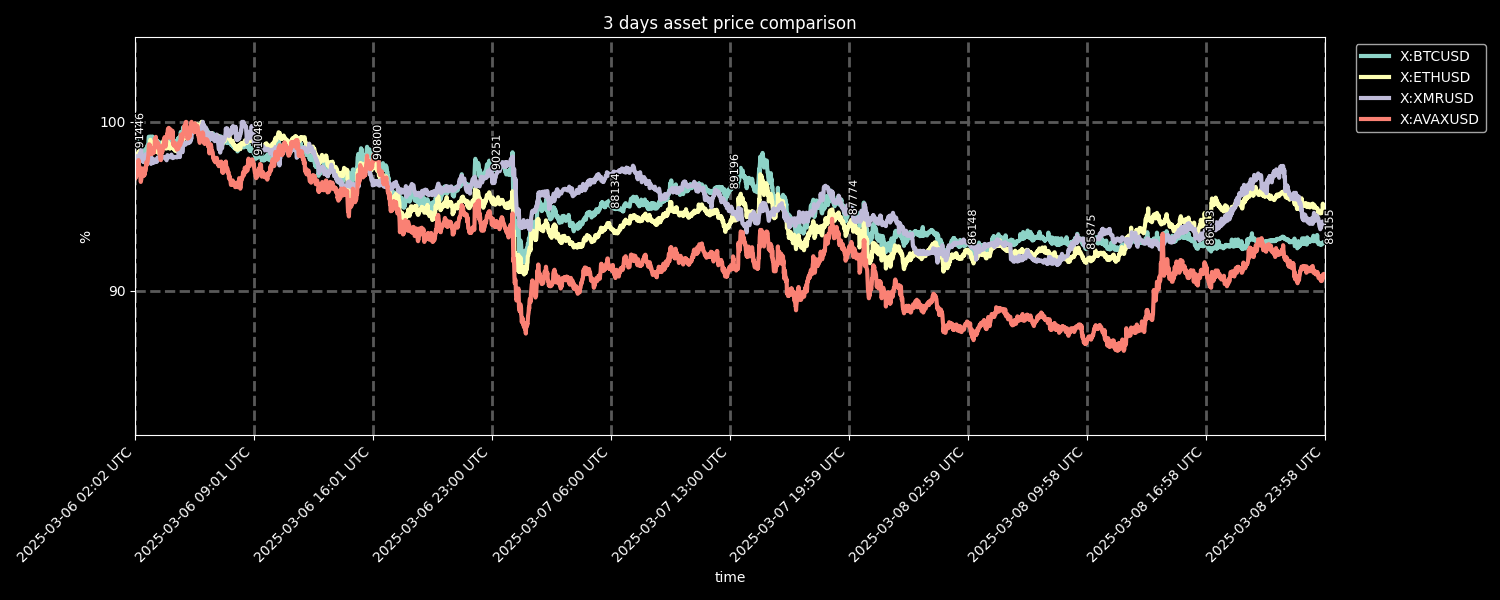 3 days asset price comparison
X:BTCUSD
X:ETHUSD
X:XMRUSD
X:AVAXUSD
100
90
%
91446
91048
90800
90251
88134
89196
87774
86148
85875
86113
86155
2025-03-06 02:02 UTC
2025-03-06 09:01 UTC
2025-03-06 16:01 UTC
2025-03-06 23:00 UTC
2025-03-07 06:00 UTC
2025-03-07 13:00 UTC
2025-03-07 19:59 UTC
2025-03-08 02:59 UTC
2025-03-08 09:58 UTC
2025-03-08 16:58 UTC
2025-03-08 23:58 UTC
time